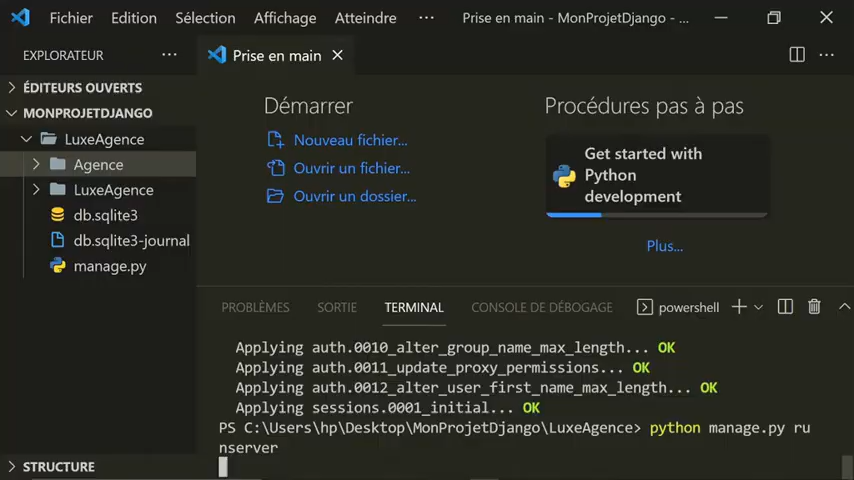 Fichier Edition Sélection Affichage Atteindre ··· Prise en main - MonProjetDjango - ...
EXPLORATEUR ···
Prise en main
ÉDITEURS OUVERTS
MONPROJETDJANGO
LuxeAgence
Agence
LuxeAgence
db.sqlite3
db.sqlite3-journal
manage.py
STRUCTURE
Démarrer
Nouveau fichier...
Ouvrir un fichier...
Ouvrir un dossier...
Procédures pas à pas
Get started with
Python
development
Plus...
PROBLÈMES SORTIE TERMINAL CONSOLE DE DÉBOGAGE powershell
Applying auth.0010_alter_group_name_max_length... OK
Applying auth.0011_update_proxy_permissions... OK
Applying auth.0012_alter_user_first_name_max_length... OK
Applying sessions.0001_initial... OK
PS C:\Users\hp\Desktop\MonProjetDjango\LuxeAgence> python manage.py ru
nserver